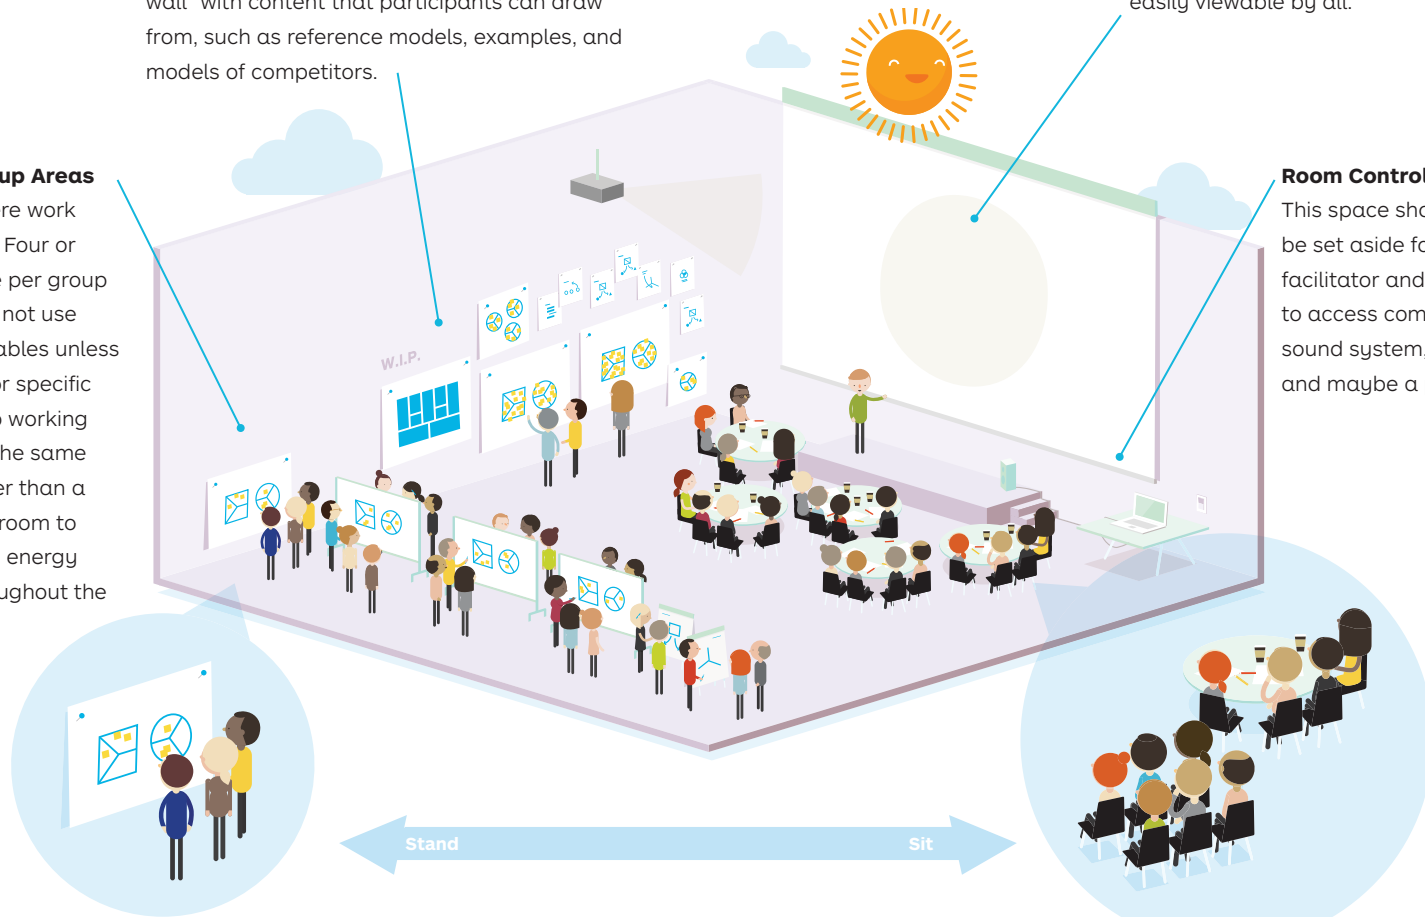 wall" with content that participants can draw
from, such as reference models, examples, and
models of competitors.
easily viewable by all.
up Areas
re work
Four or
per group
not use
ables unless
or specific
working
he same
er than a
room to
energy
ughout the
Room Control
This space sho
be set aside fo
facilitator and
to access com
sound system,
and maybe a
W.I.P.
Stand
Sit